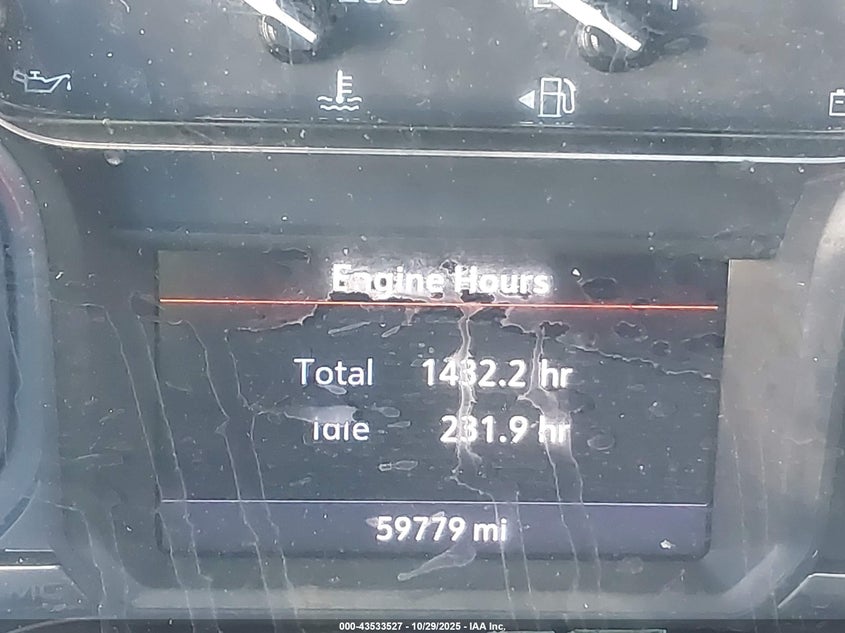 Engine Hours
Total 1432.2 hr
Idle 231.9 hr
59779 mi
000-43533527 - 10/29/2025 - IAA Inc.